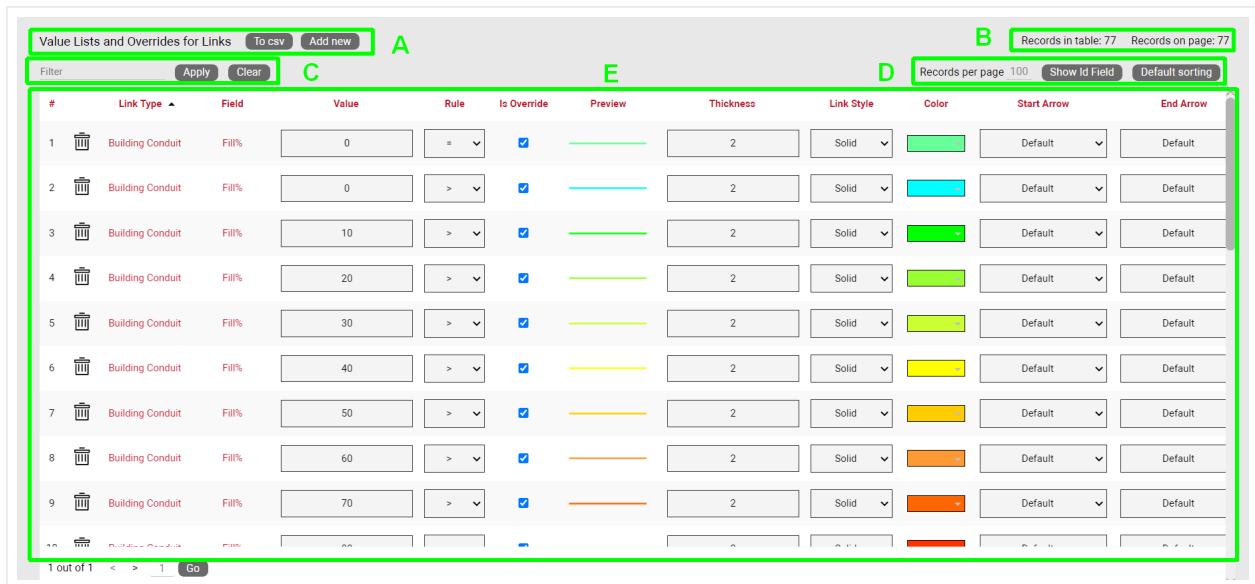 Value Lists and Overrides for Links To csv Add new A B Records in table: 77 Records on page: 77
Filter Apply Clear C E D Records per page 100 Show Id Field Default sorting
# Link Type Field Value Rule Is Override Preview Thickness Link Style Color Start Arrow End Arrow
1 Building Conduit Fill% 0 = 2 Solid Default Default
2 Building Conduit Fill% 0 > 2 Solid Default Default
3 Building Conduit Fill% 10 > 2 Solid Default Default
4 Building Conduit Fill% 20 > 2 Solid Default Default
5 Building Conduit Fill% 30 > 2 Solid Default Default
6 Building Conduit Fill% 40 > 2 Solid Default Default
7 Building Conduit Fill% 50 > 2 Solid Default Default
8 Building Conduit Fill% 60 > 2 Solid Default Default
9 Building Conduit Fill% 70 > 2 Solid Default Default
1 out of 1 < > 1 Go